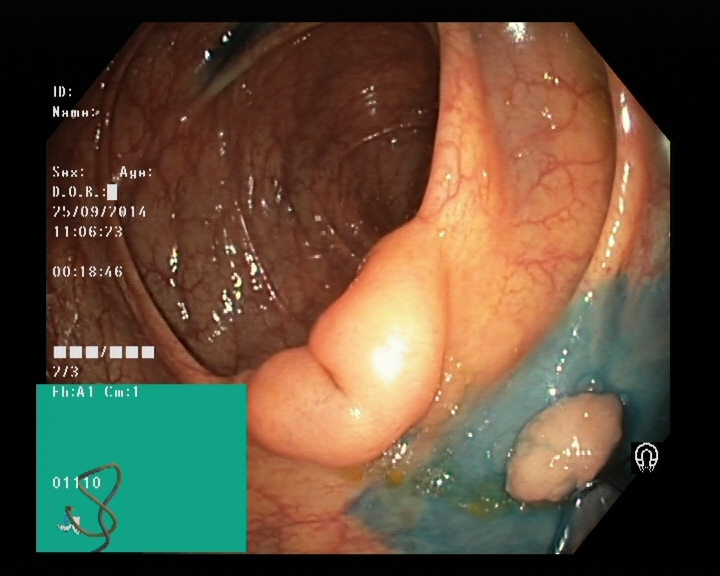 ID:
Name:
Sex: Age:
D.O.B.:
25/09/2014
11:06:23
00:18:46
■■■/■■■
2/3
Eh:A1 Cm:1
01110